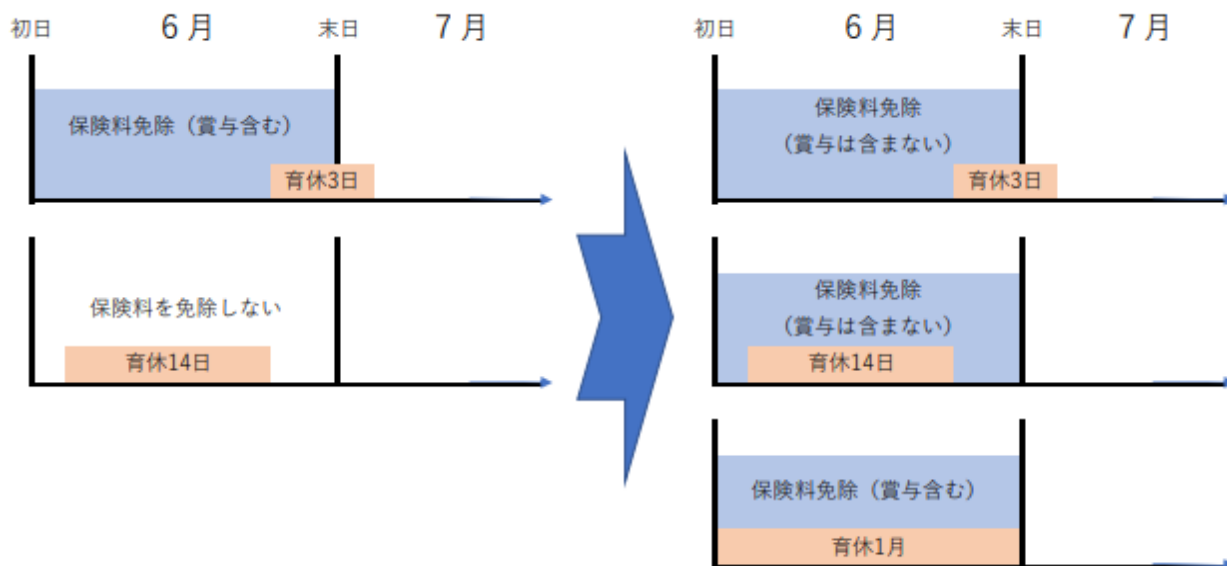 初日 6月 末日 7月
保険料免除（賞与含む）
育休3日
保険料を免除しない
育休14日
初日 6月 末日 7月
保険料免除
（賞与は含まない）
育休3日
保険料免除
（賞与は含まない）
育休14日
保険料免除（賞与含む）
育休1月